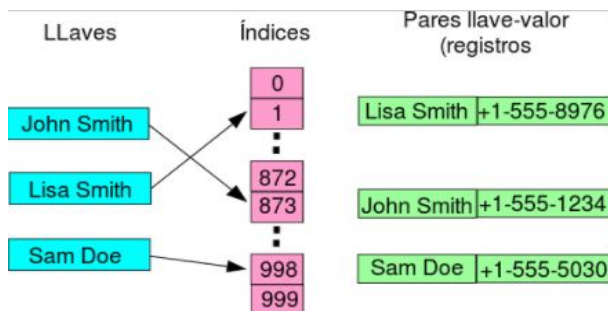 LLaves
Índices
Pares llave-valor
(registros
John Smith
Lisa Smith
Sam Doe
0
1
872
873
998
999
Lisa Smith +1-555-8976
John Smith +1-555-1234
Sam Doe +1-555-5030